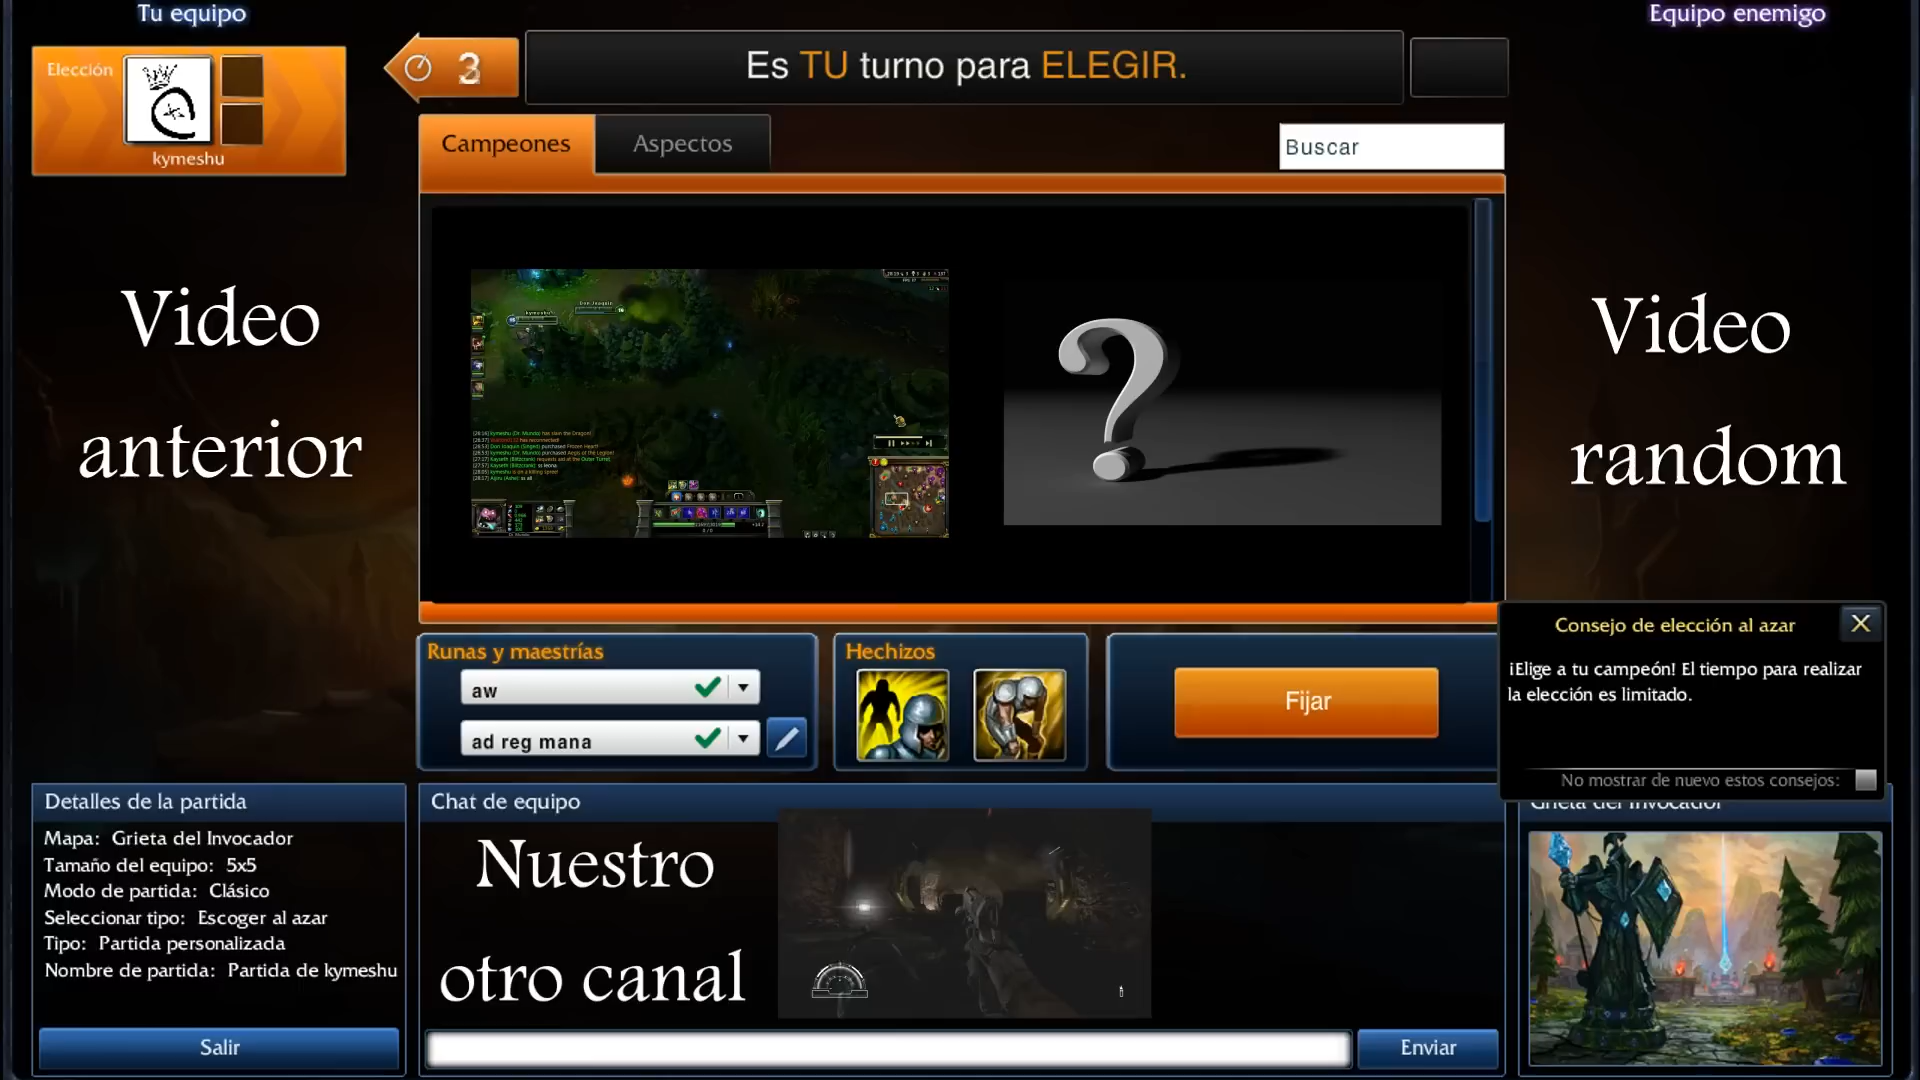 Tu equipo
Equipo enemigo
Elección
kymeshu
3
Es TU turno para ELEGIR.
Campeones
Aspectos
Buscar
Video
anterior
Video
random
Runas y maestrías
aw
ad reg mana
Hechizos
Fijar
Consejo de elección al azar
¡Elige a tu campeón! El tiempo para realizar
la elección es limitado.
No mostrar de nuevo estos consejos:
Detalles de la partida
Mapa: Grieta del Invocador
Tamaño del equipo: 5x5
Modo de partida: Clásico
Seleccionar tipo: Escoger al azar
Tipo: Partida personalizada
Nombre de partida: Partida de kymeshu
Salir
Chat de equipo
Nuestro
otro canal
Enviar
Grieta del Invocador